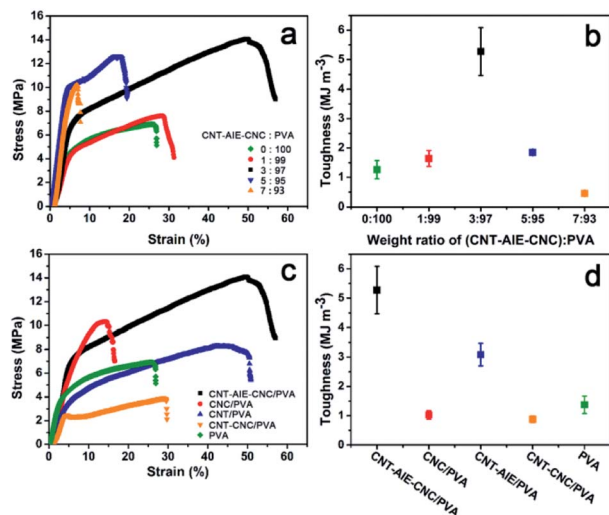 a
Stress (MPa)
16
14
12
10
8
6
4
2
0
CNT-AIE-CNC : PVA
0 : 100
1 : 99
3 : 97
5 : 95
7 : 93
0 10 20 30 40 50 60
Strain (%)
b
Toughness (MJ m-3)
6
5
4
3
2
1
0
0:100 1:99 3:97 5:95 7:93
Weight ratio of (CNT-AIE-CNC):PVA
c
Stress (MPa)
16
14
12
10
8
6
4
2
0
CNT-AIE-CNC/PVA
CNC/PVA
CNT/PVA
CNT-CNC/PVA
PVA
0 10 20 30 40 50 60 70
Strain (%)
d
Toughness (MJ m-3)
6
5
4
3
2
1
0
CNT-AIE-CNC/PVA
CNC/PVA
CNT-AIE/PVA
CNT-CNC/PVA
PVA